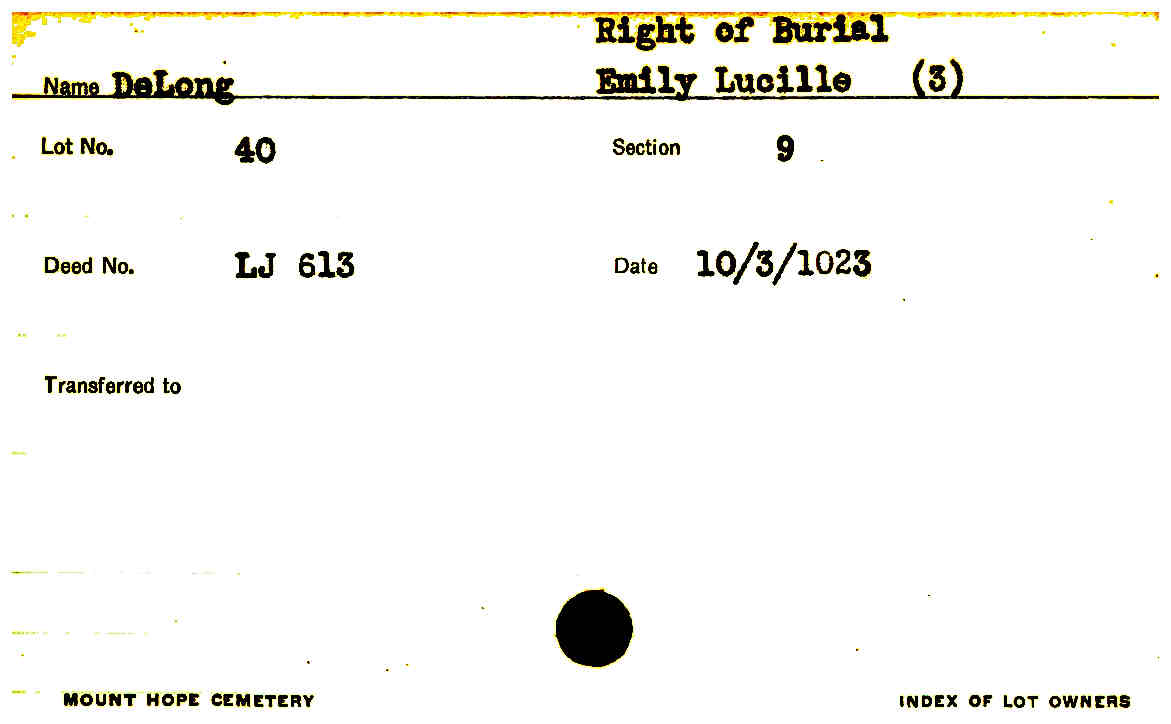 Right of Burial
Name DeLong Emily Lucille (3)
Lot No. 40 Section 9
Deed No. LJ 613 Date 10/3/1023
Transferred to
MOUNT HOPE CEMETERY INDEX OF LOT OWNERS